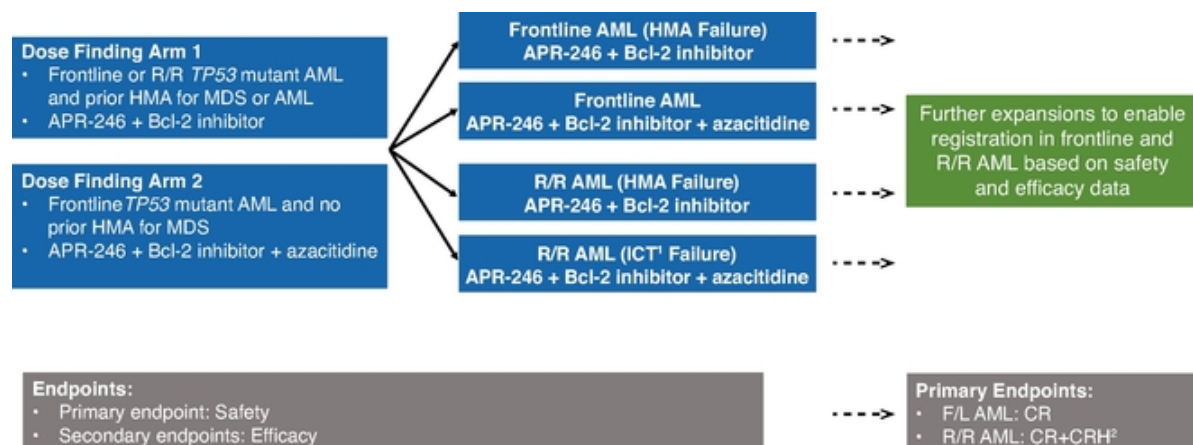 Dose Finding Arm 1
• Frontline or R/R TP53 mutant AML
and prior HMA for MDS or AML
• APR-246 + Bcl-2 inhibitor
Dose Finding Arm 2
• Frontline TP53 mutant AML and no
prior HMA for MDS
• APR-246 + Bcl-2 inhibitor + azacitidine
Frontline AML (HMA Failure)
APR-246 + Bcl-2 inhibitor
Frontline AML
APR-246 + Bcl-2 inhibitor + azacitidine
R/R AML (HMA Failure)
APR-246 + Bcl-2 inhibitor
R/R AML (ICT¹ Failure)
APR-246 + Bcl-2 inhibitor + azacitidine
Further expansions to enable
registration in frontline and
R/R AML based on safety
and efficacy data
Endpoints:
• Primary endpoint: Safety
• Secondary endpoints: Efficacy
Primary Endpoints:
• F/L AML: CR
• R/R AML: CR+CRH²